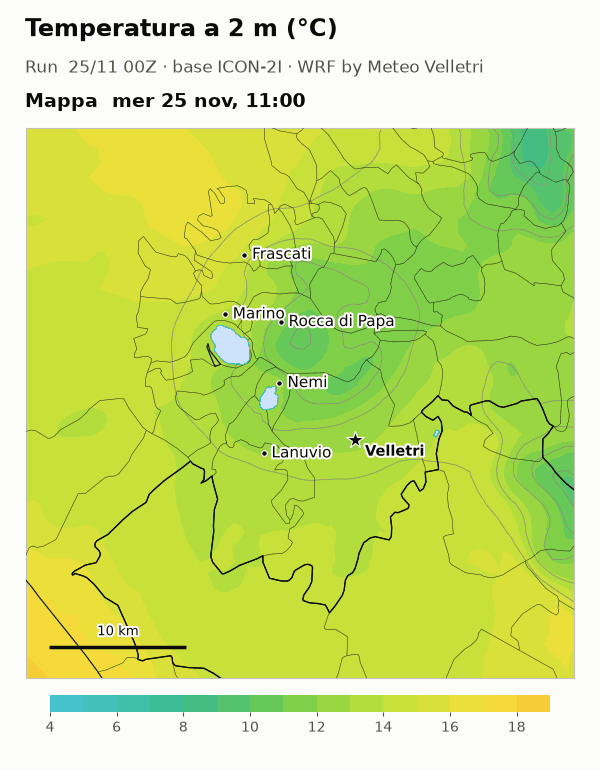 Temperatura a 2 m (°C)
Run  25/11 00Z · base ICON-2I · WRF by Meteo Velletri
Mappa  mer 25 nov, 11:00
Frascati
Marino
Rocca di Papa
Nemi
Velletri
Lanuvio
10 km
4 6 8 10 12 14 16 18